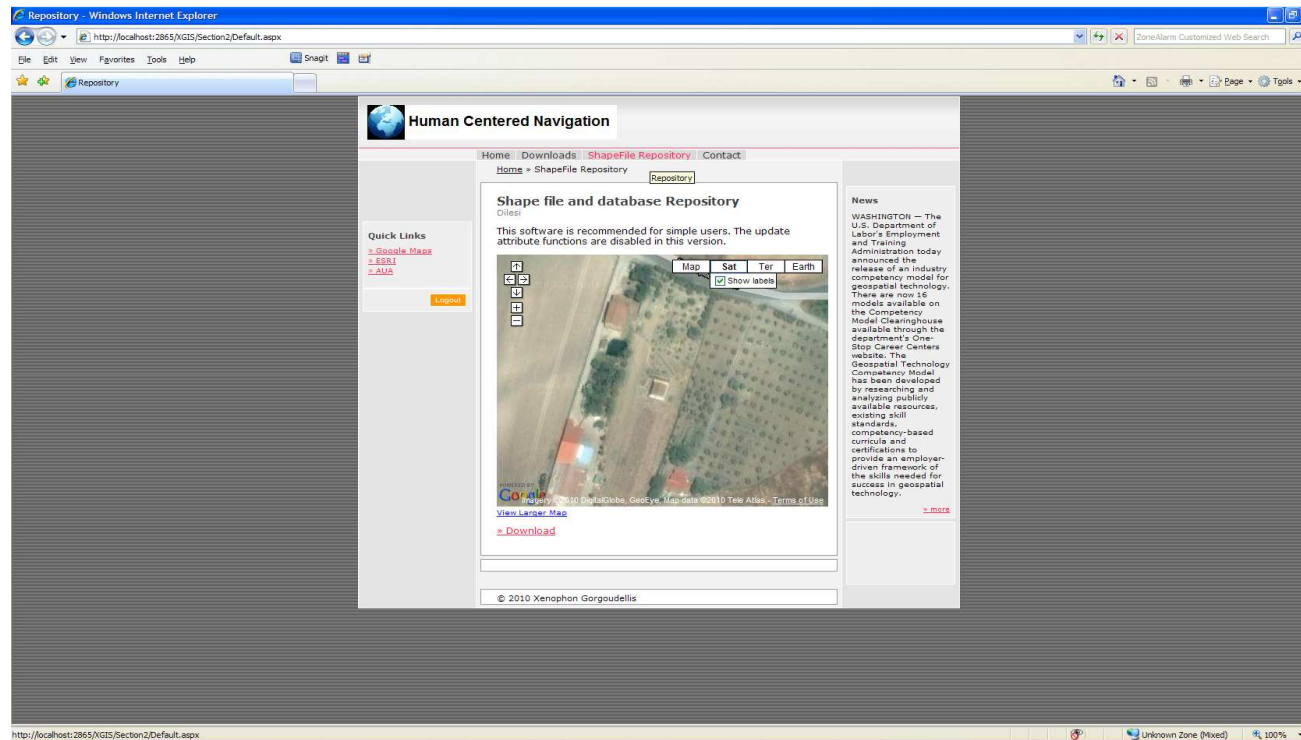 Repository - Windows Internet Explorer
http://localhost:2865/XGIS/Section2/Default.aspx
ZoneAlarm Customized Web Search
File Edit View Favorites Tools Help
Snagit
Repository
Page Tools
Human Centered Navigation
Home Downloads ShapeFile Repository Contact
Home » ShapeFile Repository
Repository
Shape file and database Repository
Dilesi
This software is recommended for simple users. The update
attribute functions are disabled in this version.
Map Sat Ter Earth
Show labels
POWERED BY
Google
Imagery ©2010 DigitalGlobe, GeoEye, Map data ©2010 Tele Atlas - Terms of Use
View Larger Map
» Download
© 2010 Xenophon Gorgoudellis
Quick Links
» Google Maps
» ESRI
» AUA
Logout
News
WASHINGTON — The
U.S. Department of
Labor's Employment
and Training
Administration today
announced the
release of an industry
competency model for
geospatial technology.
There are now 16
models available on
the Competency
Model Clearinghouse
available through the
department's One-
Stop Career Centers
website. The
Geospatial Technology
Competency Model
has been developed
by researching and
analyzing publicly
available resources,
existing skill
standards,
competency-based
curricula and
certifications to
provide an employer-
driven framework of
the skills needed for
success in geospatial
technology.
» more
http://localhost:2865/XGIS/Section2/Default.aspx
Unknown Zone (Mixed)
100%